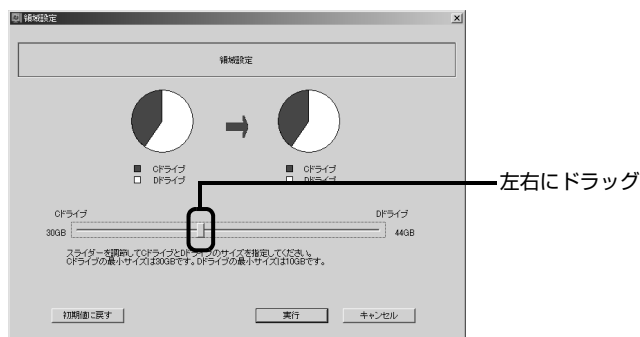 領域設定
領域設定
Cドライブ
Dドライブ
Cドライブ
Dドライブ
左右にドラッグ
Cドライブ
Dドライブ
30GB
44GB
スライダーを調節してCドライブとDドライブのサイズを指定してください。
Cドライブの最小サイズは30GBです。Dドライブの最小サイズは10GBです。
初期値に戻す
実行
キャンセル